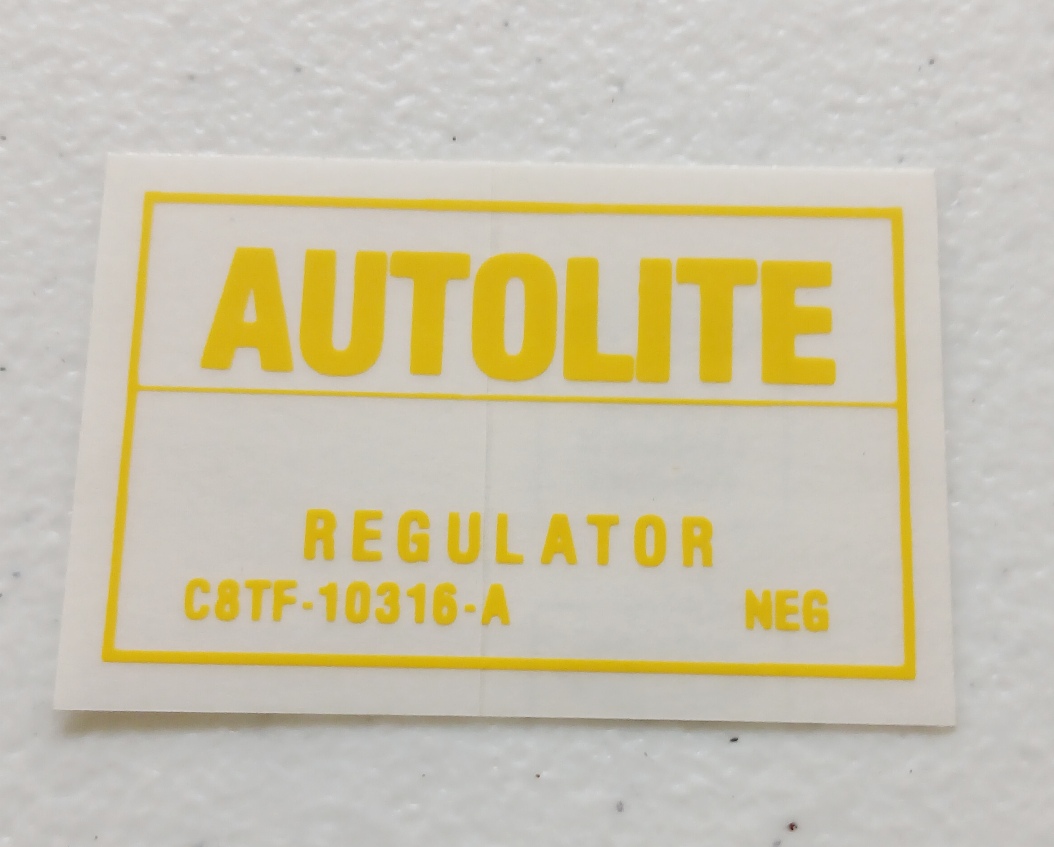 AUTOLITE
REGULATOR
C8TF-10316-A NEG